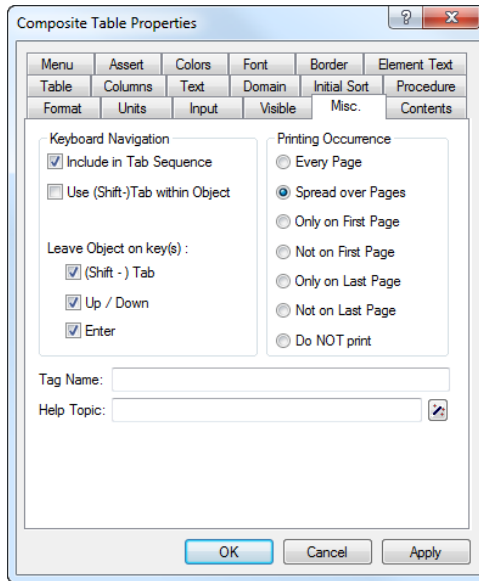 Composite Table Properties
Menu Assert Colors Font Border Element Text
Table Columns Text Domain Initial Sort Procedure
Format Units Input Visible Misc. Contents
Keyboard Navigation
Include in Tab Sequence
Use (Shift-)Tab within Object
Leave Object on key(s) :
(Shift - ) Tab
Up / Down
Enter
Printing Occurrence
Every Page
Spread over Pages
Only on First Page
Not on First Page
Only on Last Page
Not on Last Page
Do NOT print
Tag Name:
Help Topic:
OK Cancel Apply